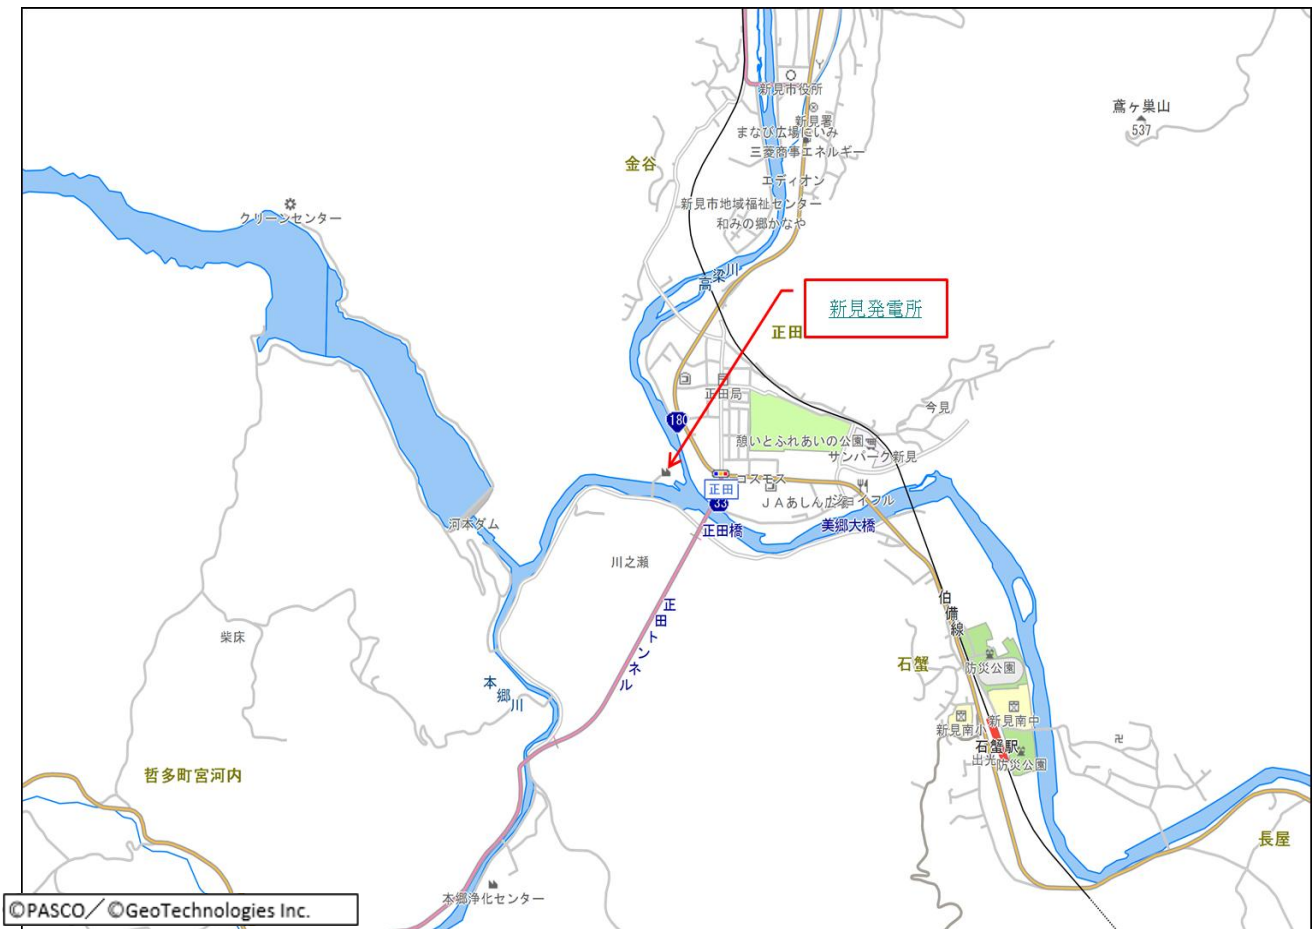 新見市役所
鳶ヶ巣山
537
新見署
まなび広場にいみ
三菱商事エネルギー
金谷
エディオン
新見市地域福祉センター
クリーンセンター
和みの郷かなや
高梁川
新見発電所
正田
正田局
今見
180
憩いとふれあいの公園
サンパーク新見
コスモス
正田
33
JAあしん広場
ジョイフル
河本ダム
正田橋
美郷大橋
川之瀬
伯備線
正田トンネル
柴床
石蟹
防災公園
本郷川
新見南小
新見南中
石蟹駅
出光
防災公園
哲多町宮河内
長屋
本郷浄化センター
©PASCO/ ©GeoTechnologies Inc.